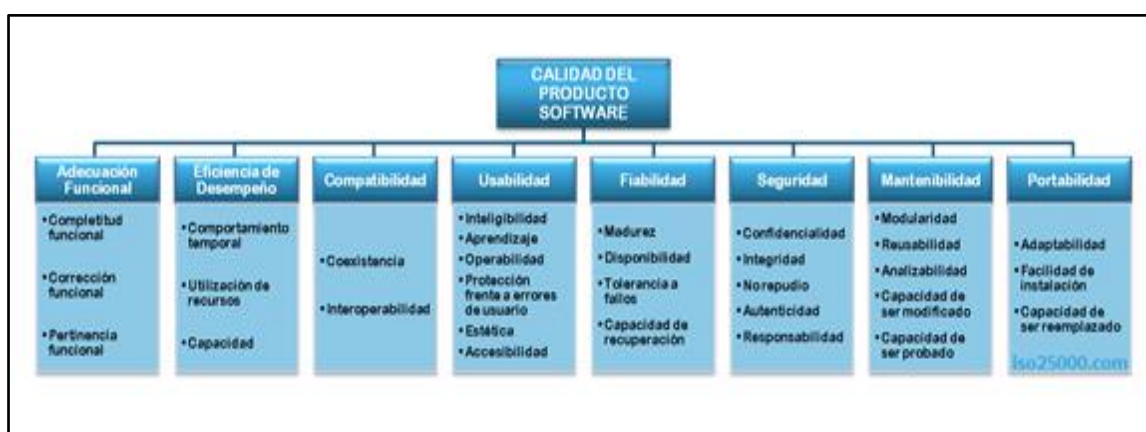 CALIDAD DEL
PRODUCTO
SOFTWARE
Adecuación
Funcional
• Completitud
funcional
• Corrección
funcional
• Pertinencia
funcional
Eficiencia de
Desempeño
• Comportamiento
temporal
• Utilización de
recursos
• Capacidad
Compatibilidad
• Coexistencia
• Interoperabilidad
Usabilidad
• Inteligibilidad
• Aprendizaje
• Operabilidad
• Protección
frente a errores
de usuario
• Estética
• Accesibilidad
Fiabilidad
• Madurez
• Disponibilidad
• Tolerancia a
fallos
• Capacidad de
recuperación
Seguridad
• Confidencialidad
• Integridad
• No repudio
• Autenticidad
• Responsabilidad
Mantenibilidad
• Modularidad
• Reusabilidad
• Analizabilidad
• Capacidad de
ser modificado
• Capacidad de
ser probado
Portabilidad
• Adaptabilidad
• Facilidad de
instalación
• Capacidad de
ser reemplazado
iso25000.com